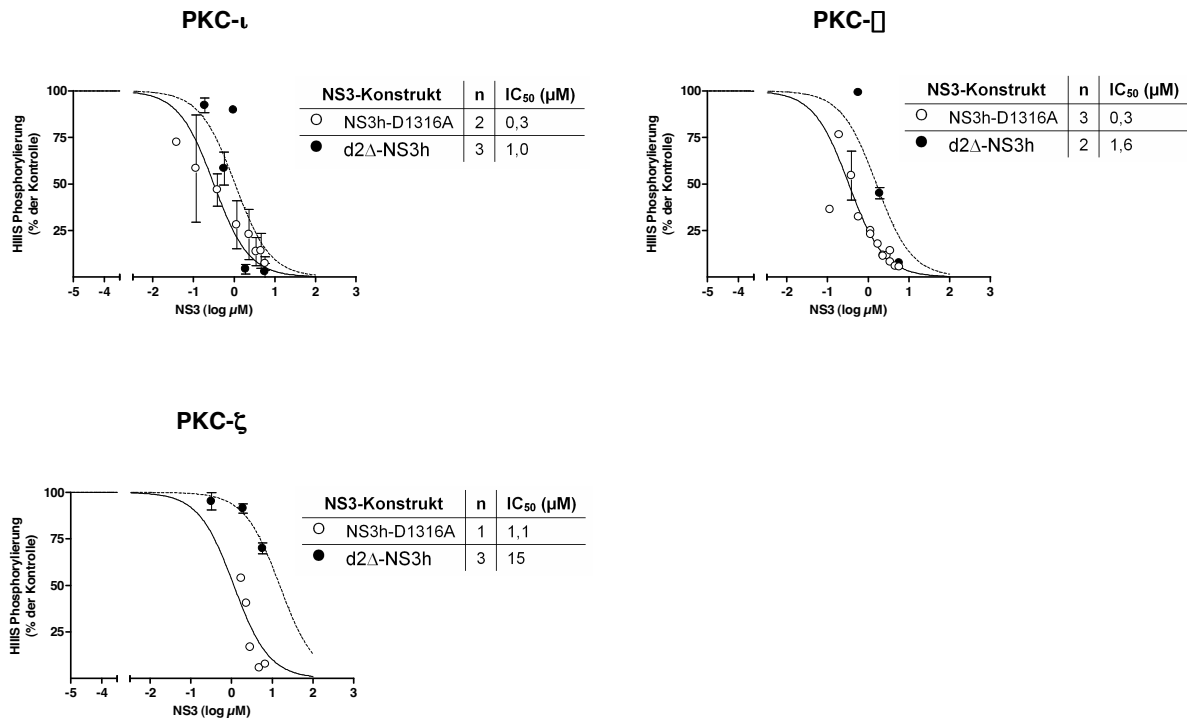 PKC-ι
NS3-Konstrukt n IC50 (µM)
NS3h-D1316A 2 0,3
d2Δ-NS3h 3 1,0
100
75
50
25
HIIIS Phosphorylierung
(% der Kontrolle)
-5 -4 -2 -1 0 1 2 3
NS3 (log µM)
PKC-▯
NS3-Konstrukt n IC50 (µM)
NS3h-D1316A 3 0,3
d2Δ-NS3h 2 1,6
100
75
50
25
HIIIS Phosphorylierung
(% der Kontrolle)
-5 -4 -2 -1 0 1 2 3
NS3 (log µM)
PKC-ζ
NS3-Konstrukt n IC50 (µM)
NS3h-D1316A 1 1,1
d2Δ-NS3h 3 15
100
75
50
25
HIIIS Phosphorylierung
(% der Kontrolle)
-5 -4 -2 -1 0 1 2 3
NS3 (log µM)